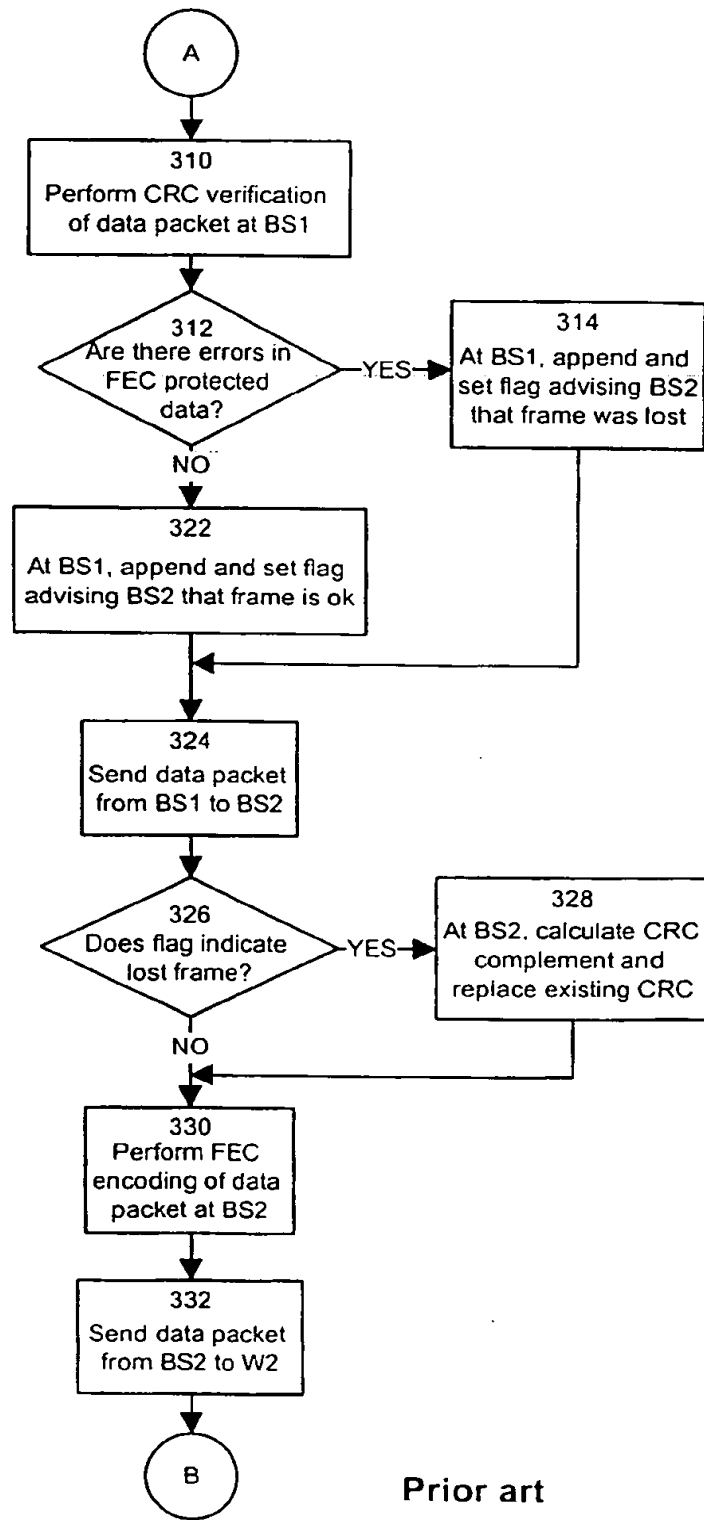 A
310
Perform CRC verification
of data packet at BS1
312
Are there errors in
FEC protected
data?
YES
314
At BS1, append and
set flag advising BS2
that frame was lost
NO
322
At BS1, append and set flag
advising BS2 that frame is ok
324
Send data packet
from BS1 to BS2
326
Does flag indicate
lost frame?
YES
328
At BS2, calculate CRC
complement and
replace existing CRC
NO
330
Perform FEC
encoding of data
packet at BS2
332
Send data packet
from BS2 to W2
B
Prior art